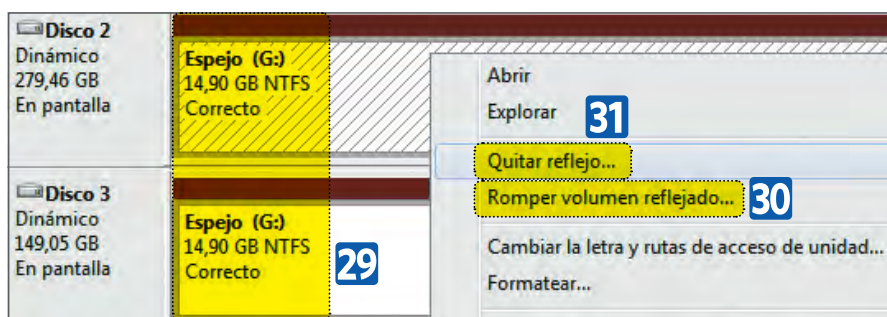 Disco 2
Dinámico
279,46 GB
En pantalla
Espejo (G:)
14,90 GB NTFS
Correcto
Disco 3
Dinámico
149,05 GB
En pantalla
Espejo (G:)
14,90 GB NTFS
Correcto
29
Abrir
Explorar
31
Quitar reflejo...
Romper volumen reflejado...
30
Cambiar la letra y rutas de acceso de unidad...
Formatear...